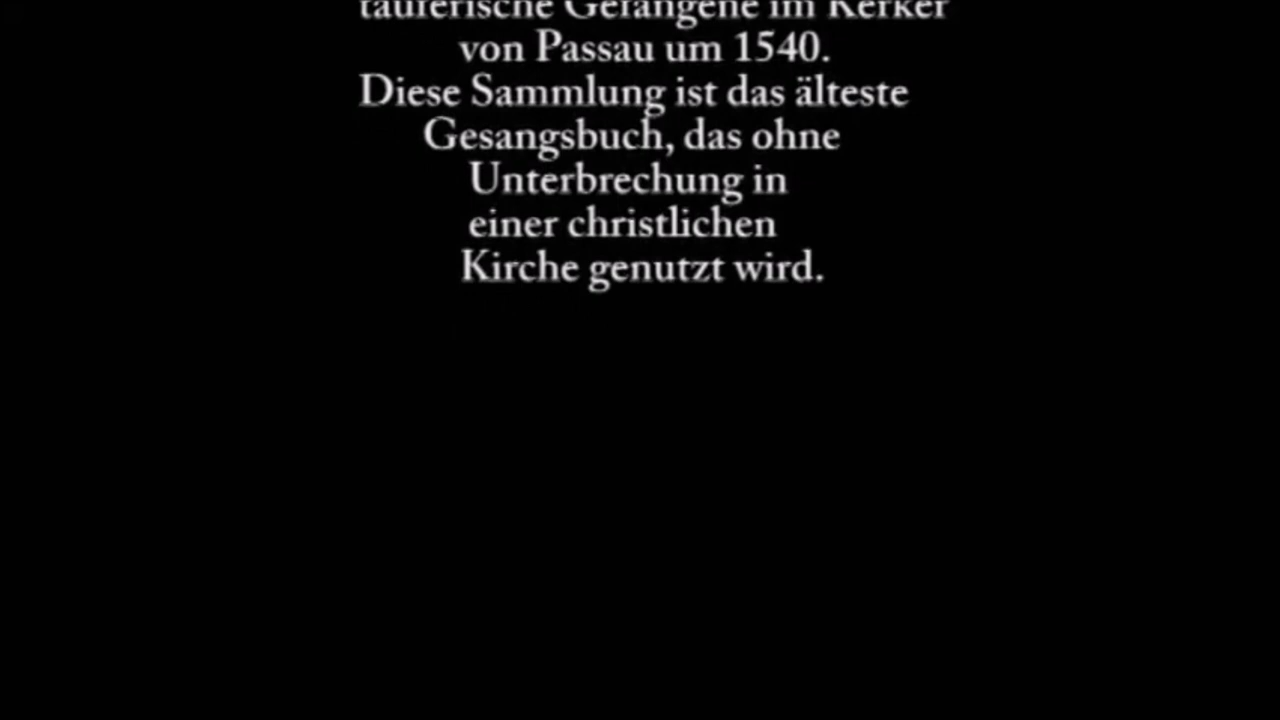 täuferische Gefangene im Kerker
von Passau um 1540.
Diese Sammlung ist das älteste
Gesangsbuch, das ohne
Unterbrechung in
einer christlichen
Kirche genutzt wird.